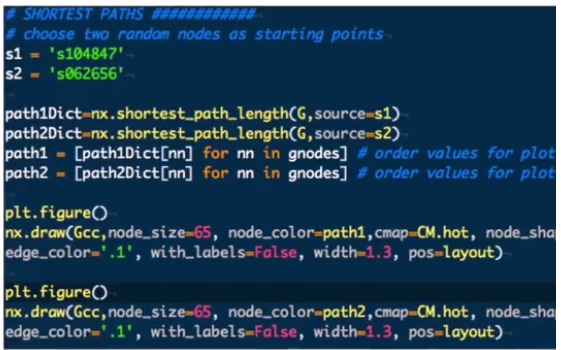 # SHORTEST PATHS ############
# choose two random nodes as starting points
s1 = 's104847'
s2 = 's062656'
path1Dict=nx.shortest_path_length(G,source=s1)
path2Dict=nx.shortest_path_length(G,source=s2)
path1 = [path1Dict[nn] for nn in gnodes] # order values for plot
path2 = [path2Dict[nn] for nn in gnodes] # order values for plot
plt.figure()
nx.draw(Gcc,node_size=65, node_color=path1,cmap=CM.hot, node_sha
edge_color='.1', with_labels=False, width=1.3, pos=layout)
plt.figure()
nx.draw(Gcc,node_size=65, node_color=path2,cmap=CM.hot, node_sha
edge_color='.1', with_labels=False, width=1.3, pos=layout)